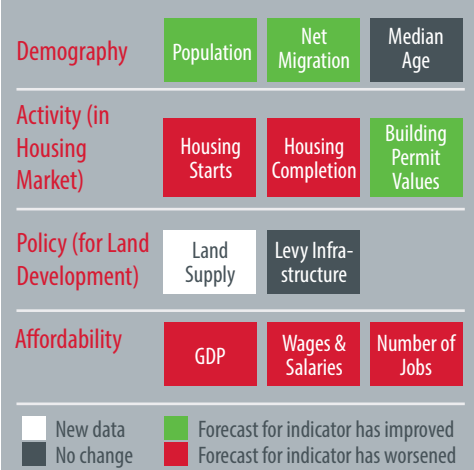 Demography
Population
Net
Migration
Median
Age
Activity (in
Housing
Market)
Housing
Starts
Housing
Completion
Building
Permit
Values
Policy (for Land
Development)
Land
Supply
Levy Infra-
structure
Affordability
GDP
Wages &
Salaries
Number of
Jobs
New data
Forecast for indicator has improved
No change
Forecast for indicator has worsened